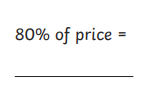 80% of price =